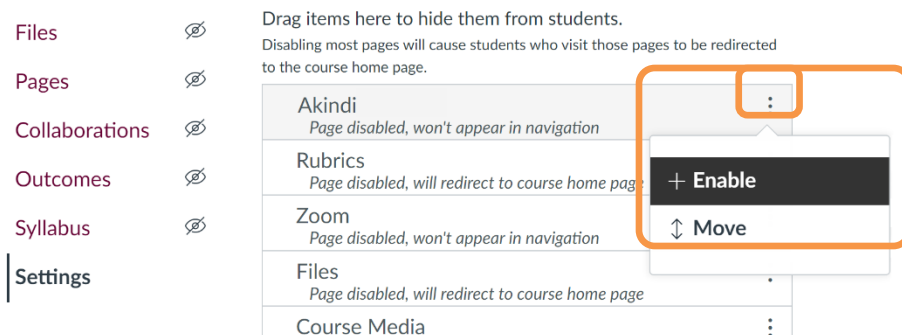 Files
Pages
Collaborations
Outcomes
Syllabus
Settings
Drag items here to hide them from students.
Disabling most pages will cause students who visit those pages to be redirected
to the course home page.
Akindi
Page disabled, won't appear in navigation
Rubrics
Page disabled, will redirect to course home page
Zoom
Page disabled, won't appear in navigation
Files
Page disabled, will redirect to course home page
Course Media
+ Enable
Move